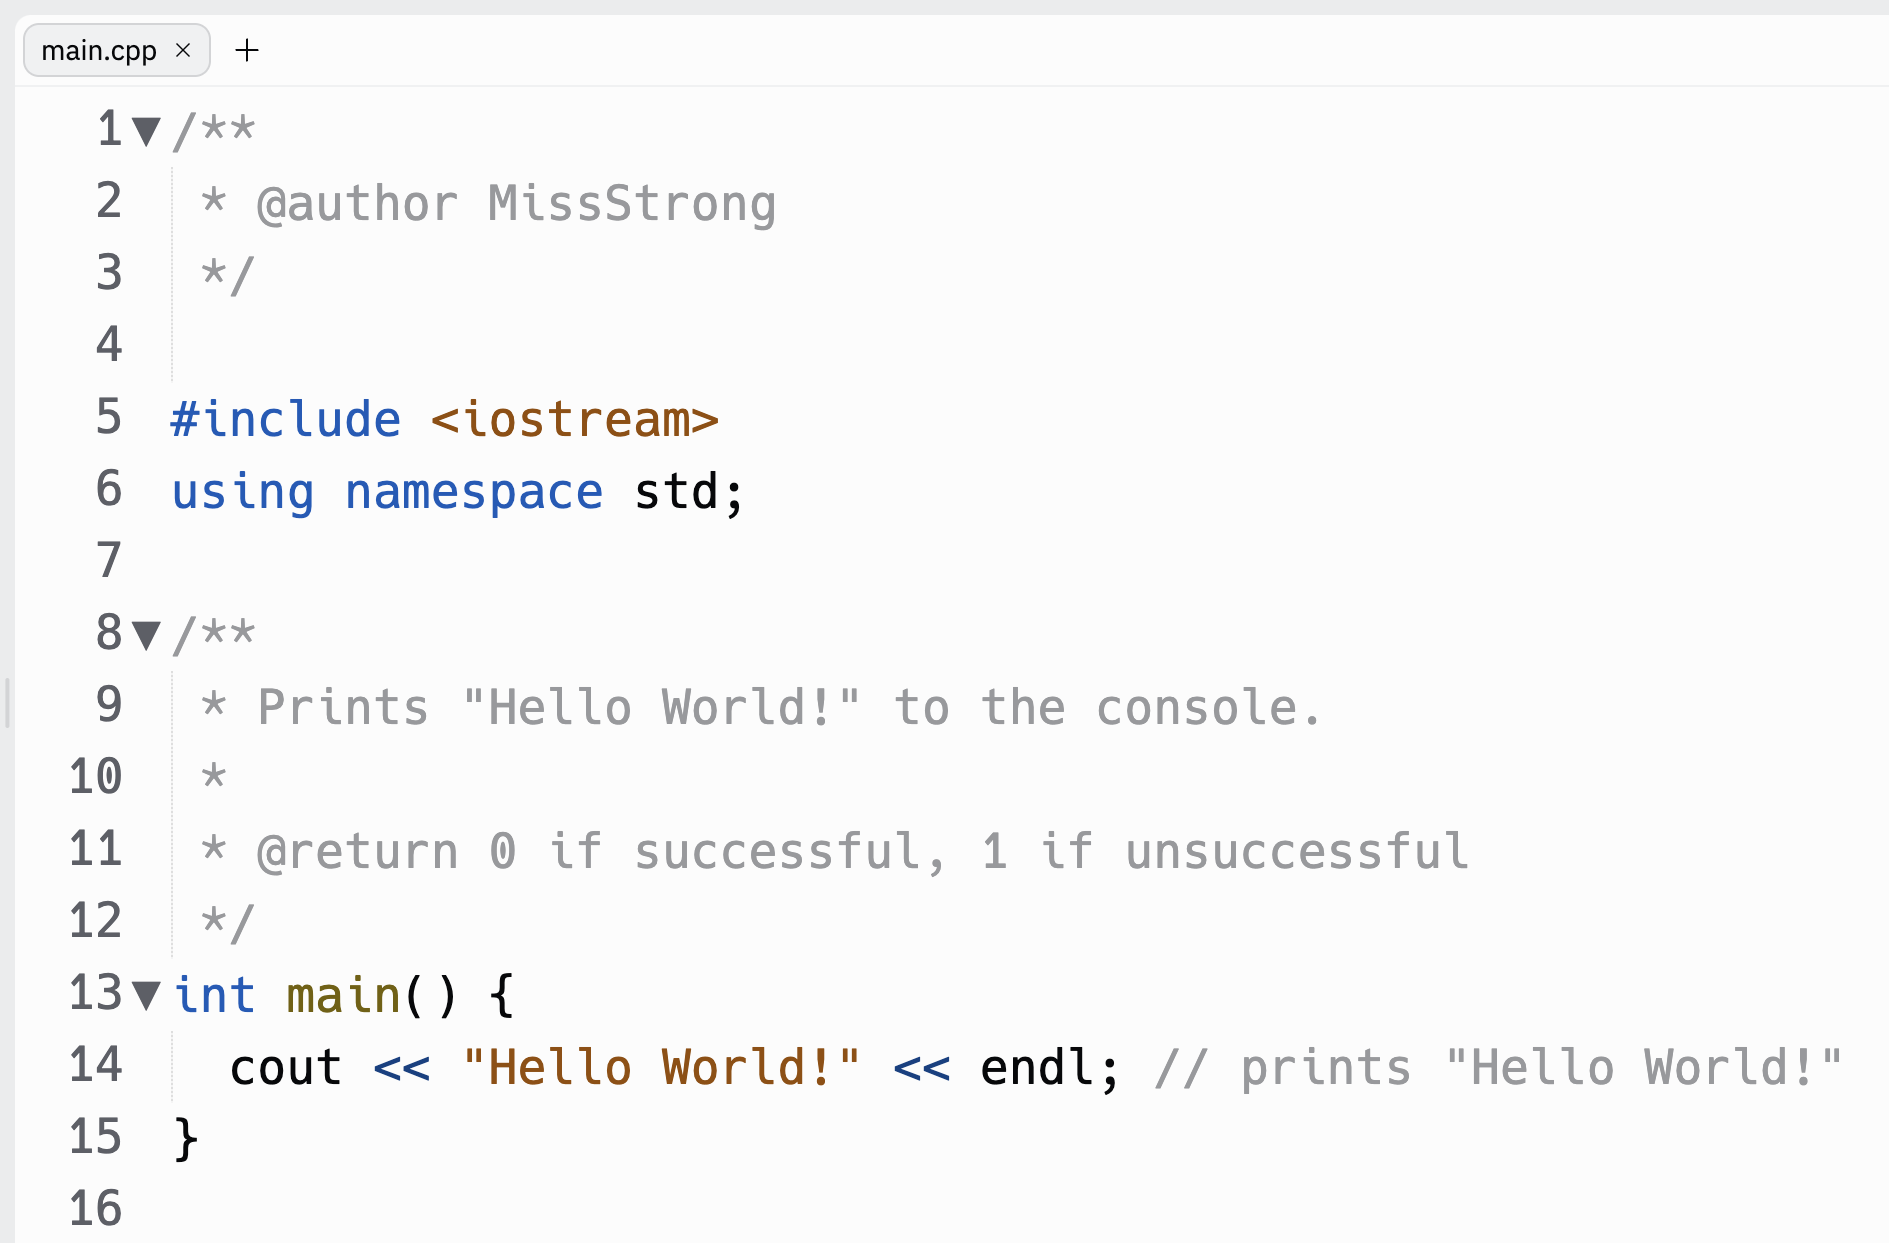 main.cpp × +
1 ▼ /**
2  * @author MissStrong
3  */
4
5 #include <iostream>
6 using namespace std;
7
8 ▼ /**
9  * Prints "Hello World!" to the console.
10  *
11  * @return 0 if successful, 1 if unsuccessful
12  */
13 ▼ int main() {
14   cout << "Hello World!" << endl; // prints "Hello World!"
15 }
16